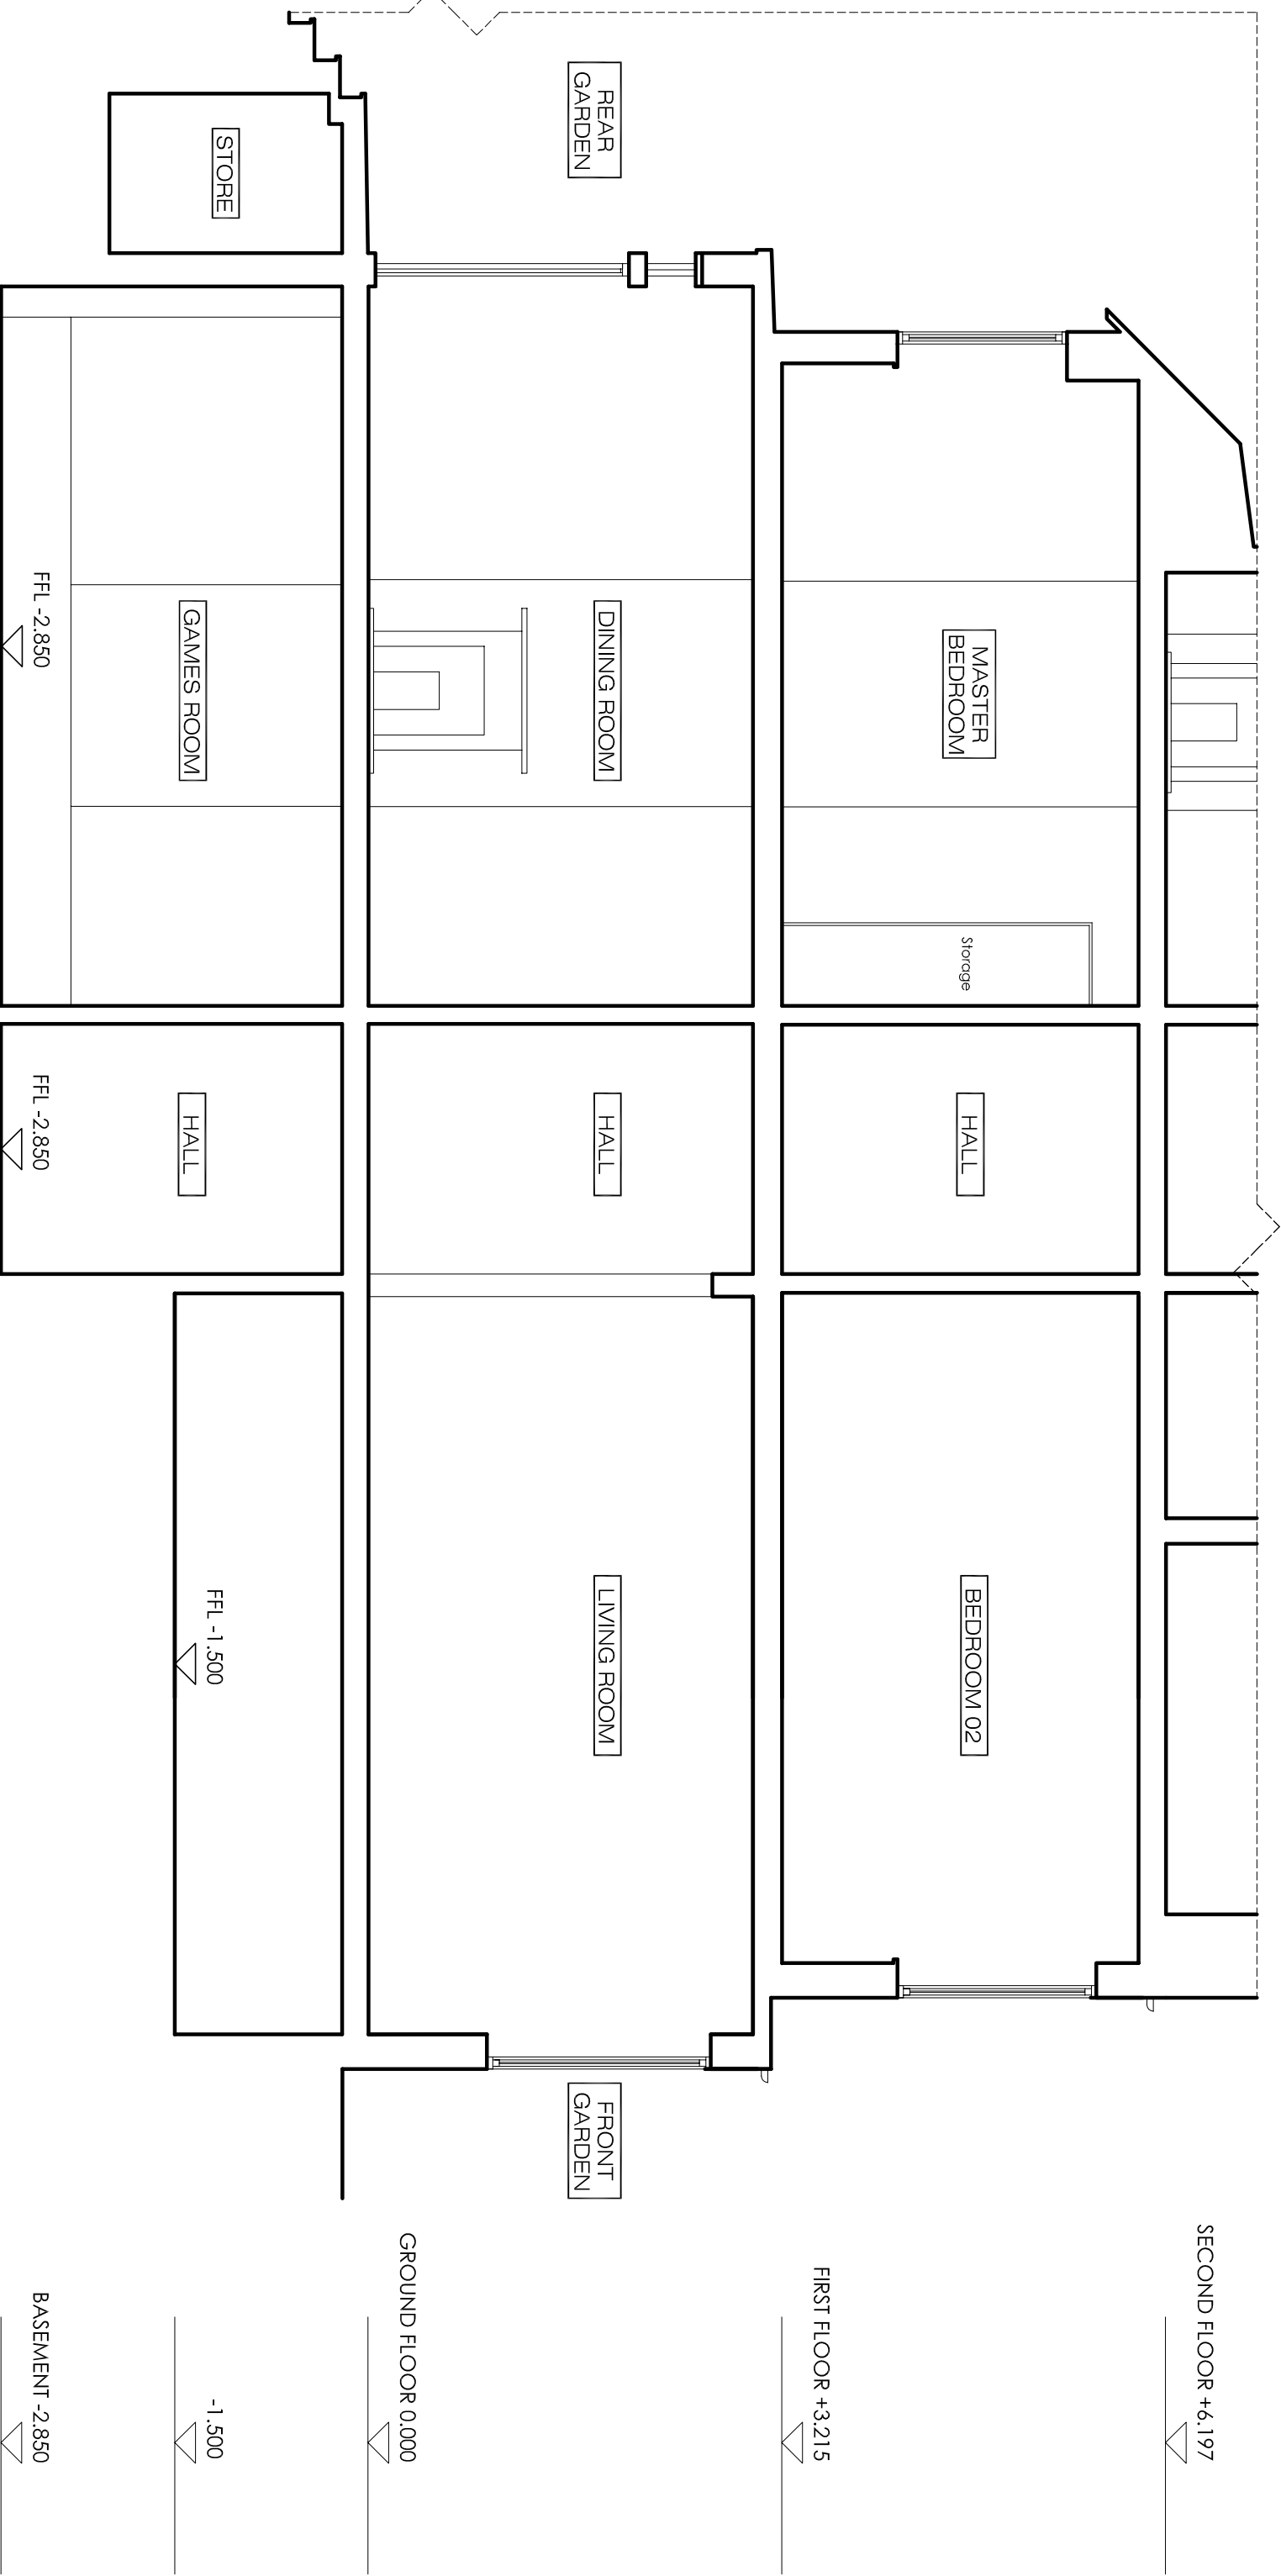 SECOND FLOOR +6.197
MASTER
BEDROOM
Storage
HALL
BEDROOM 02
FIRST FLOOR +3.215
REAR
GARDEN
DINING ROOM
HALL
LIVING ROOM
FRONT
GARDEN
GROUND FLOOR 0.000
STORE
GAMES ROOM
HALL
FFL -1.500
-1.500
FFL -2.850
FFL -2.850
BASEMENT -2.850